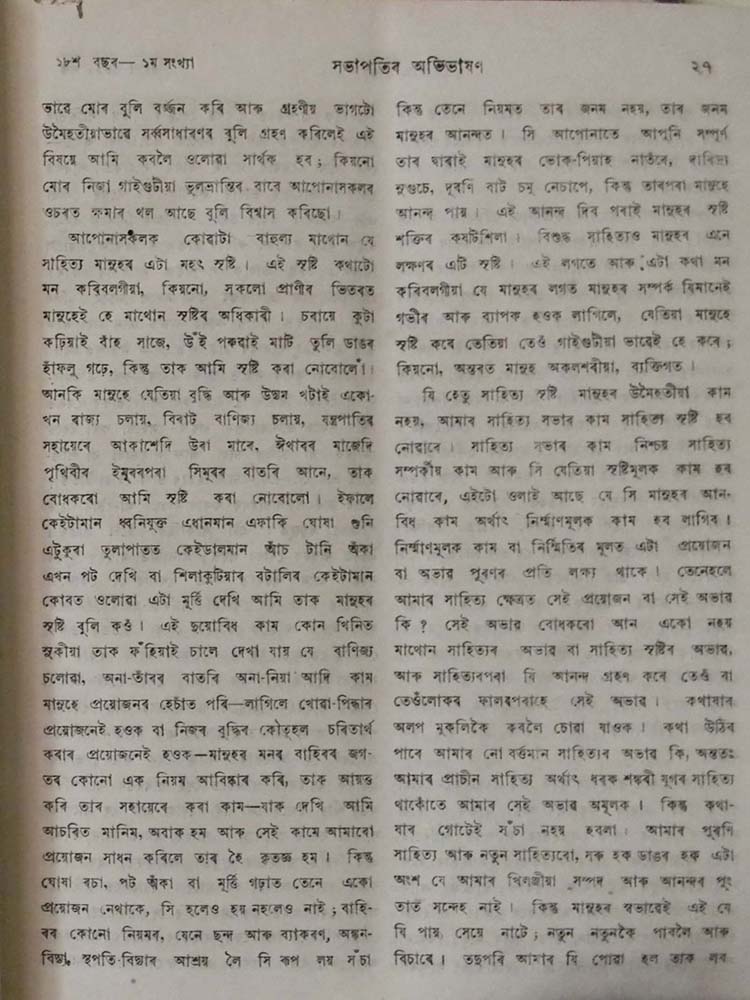 ১৮শ বছৰ— ১ম সংখ্যা
সভাপতিৰ অভিভাষণ
২৭
ভাৱে মোৰ বুলি বৰ্জ্জন কৰি আৰু গ্ৰহণীয় ভাগটো
উমৈহতীয়াভাৱে সৰ্ব্বসাধাৰণৰ বুলি গ্ৰহণ কৰিলেই এই
বিষয়ে আমি কবলৈ ওলোৱা সাৰ্থক হব ; কিয়নো
মোৰ নিজা গাইগুটীয়া ভুলভ্ৰান্তিৰ বাবে আপোনাসকলৰ
ওচৰত ক্ষমাৰ থল আছে বুলি বিশ্বাস কৰিছোঁ।
আপোনাসকলক কোৱাটা বাহুল্য মাথোন যে
সাহিত্য মানুহৰ এটা মহৎ সৃষ্টি । এই সৃষ্টি কথাটো
মন কৰিবলগীয়া, কিয়নো, সকলো প্ৰাণীৰ ভিতৰত
মানুহেই হে মাথোন সৃষ্টিৰ অধিকাৰী । চৰায়ে কুটা
কঢ়িয়াই বাঁহ সাজে, উঁই পৰুৱাই মাটি তুলি ডাঙৰ
হাঁফলু গঢ়ে, কিন্তু তাক আমি সৃষ্টি কৰা নোবোলোঁ।
আনকি মানুহে যেতিয়া বুদ্ধি আৰু উদ্যম খটাই একো-
খন ৰাজ্য চলায়, বিৰাট বাণিজ্য চলায়, যন্ত্ৰপাতিৰ
সহায়েৰে আকাশেদি উৰা মাৰে, ঈথাৰৰ মাজেদি
পৃথিবীৰ ইমূৰৰপৰা সিমূৰৰ বাতৰি আনে, তাক
বোধকৰো আমি সৃষ্টি কৰা নোবোলো । ইফালে
কেইটামান ধ্বনিযুক্ত এধানমান এফাকি ঘোষা শুনি
এটুকুৰা তুলাপাতত কেইডালমান আঁচ টানি অঁকা
এখন পট দেখি বা শিলাকুটিয়াৰ বটালিৰ কেইটামান
কোবত ওলোৱা এটা মূৰ্ত্তি দেখি আমি তাক মানুহৰ
সৃষ্টি বুলি কওঁ । এই দুয়োবিধ কাম কোন খিনিত
সুকীয়া তাক ফঁহিয়াই চালে দেখা যায় যে বাণিজ্য
চলোৱা, অনা-তাঁৰৰ বাতৰি অনা-নিয়া আদি কাম
মানুহে প্ৰয়োজনৰ হেচাঁত পৰি—লাগিলে খোৱা-পিন্ধাৰ
প্ৰয়োজনেই হওক বা নিজৰ বুদ্ধিৰ কৌতূহল চৰিতাৰ্থ
কৰাৰ প্ৰয়োজনেই হওক—মানুহৰ মনৰ বাহিৰৰ জগ-
তৰ কোনো এক নিয়ম আবিষ্কাৰ কৰি, তাক আয়ত্ত
কৰি তাৰ সহায়েৰে কৰা কাম—যাক দেখি আমি
আচৰিত মানিম, অবাক হম আৰু সেই কামে আমাৰো
প্ৰয়োজন সাধন কৰিলে তাৰ হৈ কৃতজ্ঞ হম । কিন্তু
ঘোষা ৰচা, পট অঁকা বা মূৰ্ত্তি গঢ়াত তেনে একো
প্ৰয়োজন নেথাকে, সি হলেও হয় নহলেও নাই ; বাহি-
ৰৰ কোনো নিয়মৰ, যেনে ছন্দ আৰু ব্যাকৰণ, অঙ্কন-
বিদ্যা, স্থপতি-বিদ্যাৰ আশ্ৰয় লৈ সি ৰূপ লয় সঁচা
কিন্তু তেনে নিয়মত তাৰ জনম নহয়, তাৰ জনম
মানুহৰ আনন্দত । সি আপোনাতে আপুনি সম্পূৰ্ণ
তাৰ দ্বাৰাই মানুহৰ ভোক-পিয়াহ নাতঁৰে, দাৰিদ্ৰ্য
নুগুচে, দূৰণি বাট চমু নেচাপে, কিন্তু তাৰপৰা মানুহে
আনন্দ পায় । এই আনন্দ দিব পৰাই মানুহৰ সৃষ্টি
শক্তিৰ কষটিশিলা । বিশুদ্ধ সাহিত্যও মানুহৰ এনে
লক্ষণৰ এটি সৃষ্টি । এই লগতে আৰু এটা কথা মন
কৰিবলগীয়া যে মানুহৰ লগত মানুহৰ সম্পৰ্ক যিমানেই
গভীৰ আৰু ব্যাপক হওক লাগিলে, যেতিয়া মানুহে
সৃষ্টি কৰে তেতিয়া তেওঁ গাইগুটীয়া ভাৱেই হে কৰে ;
কিয়নো, অন্তৰত মানুহ অকলশৰীয়া, ব্যক্তিগত ।
যি হেতু সাহিত্য সৃষ্টি মানুহৰ উমৈহতীয়া কাম
নহয়, আমাৰ সাহিত্য সভাৰ কাম সাহিত্য সৃষ্টি হব
নোৱাৰে । সাহিত্য সভাৰ কাম নিশ্চয় সাহিত্য
সম্পৰ্কীয় কাম আৰু সি যেতিয়া সৃষ্টিমূলক কাম হব
নোৱাৰে, এইটো ওলাই আছে যে সি মানুহৰ আন-
বিধ কাম অৰ্থাৎ নিৰ্ম্মাণমূলক কাম হব লাগিব ।
নিৰ্ম্মাণমূলক কাম বা নিৰ্ম্মিতিৰ মূলত এটা প্ৰয়োজন
বা অভাৱ পূৰণৰ প্ৰতি লক্ষ্য থাকে । তেনেহলে
আমাৰ সাহিত্য ক্ষেত্ৰত সেই প্ৰয়োজন বা সেই অভাৱ
কি ? সেই অভাৱ বোধকৰো আন একো নহয়
মাথোন সাহিত্যৰ অভাৱ বা সাহিত্য সৃষ্টিৰ অভাৱ,
আৰু সাহিত্যৰপৰা যি আনন্দ গ্ৰহণ কৰে তেওঁ বা
তেওঁলোকৰ ফালৰপৰাহে সেই অভাৱ । কথাষাৰ
অলপ মুকলিকৈ কবলৈ চোৱা যাওক । কথা উঠিব
পাৰে আমাৰ নো বৰ্ত্তমান সাহিত্যৰ অভাৱ কি, অন্ততঃ
আমাৰ প্ৰাচীন সাহিত্য অৰ্থাৎ ধৰক শঙ্কৰী যুগৰ সাহিত্য
থাকোঁতে আমাৰ সেই অভাৱ অমূলক । কিন্তু কথা-
যাৰ গোটেই সঁচা নহয় হবলা। আমাৰ পুৰণি
সাহিত্য আৰু নতুন সাহিত্যৰো, সৰু হক ডাঙৰ হক এটা
অংশ যে আমাৰ খিলঞ্জীয়া সম্পদ আৰু আনন্দৰ পুং
তাত সন্দেহ নাই । কিন্তু মানুহৰ স্বভাৱেই এই যে
যি পায় সেয়ে নাটে ; নতুন নতুনকৈ পাবলৈ আৰু
বিচাৰে । তদুপৰি আমাৰ যি পোৱা হল তাক লৰ